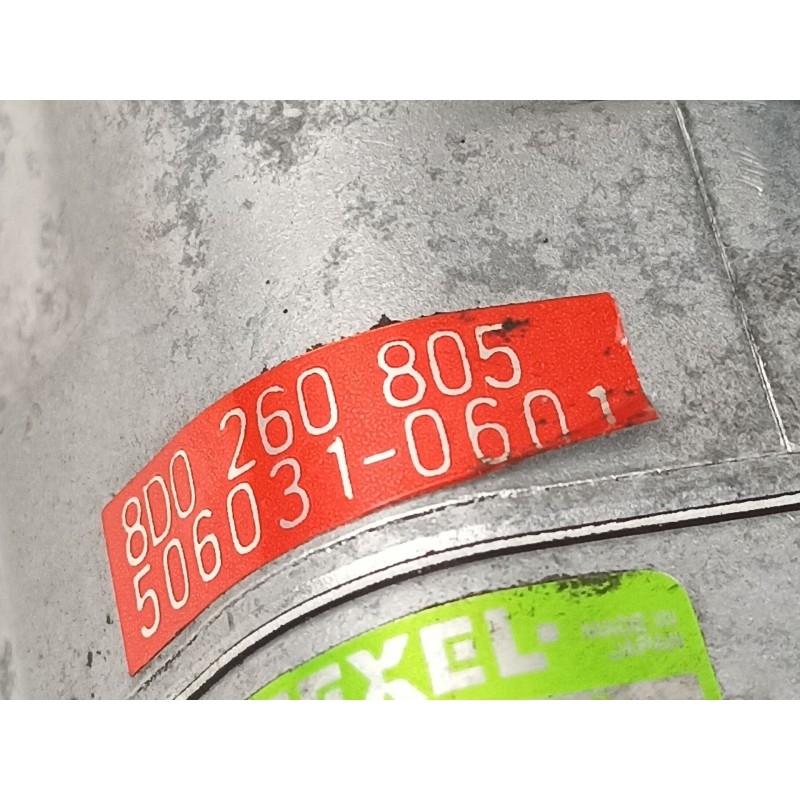 8D0 260 805
506031-0601
ZEXEL
MADE IN
JAPAN